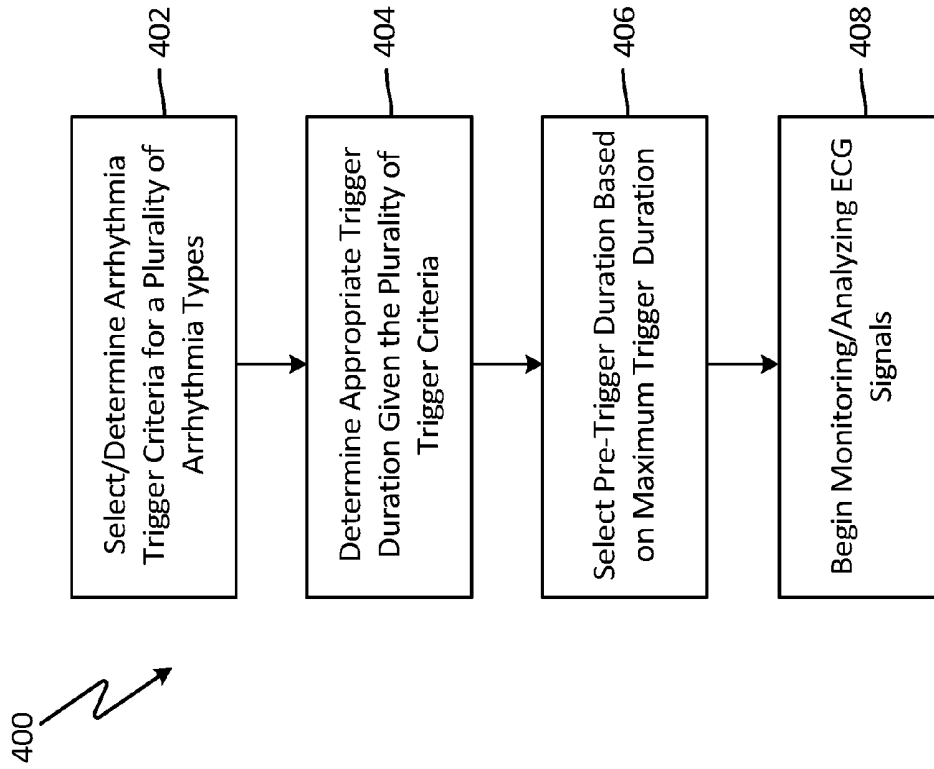 400
Select/Determine Arrhythmia
Trigger Criteria for a Plurality of
Arrhythmia Types
402
Determine Appropriate Trigger
Duration Given the Plurality of
Trigger Criteria
404
Select Pre-Trigger Duration Based
on Maximum Trigger Duration
406
Begin Monitoring/Analyzing ECG
Signals
408